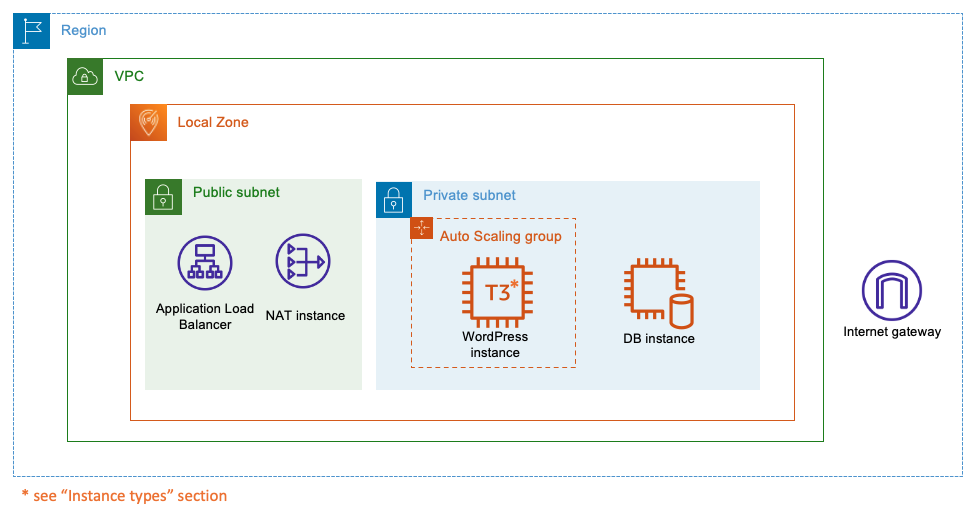 Region
VPC
Local Zone
Public subnet
Private subnet
Auto Scaling group
T3*
Application Load
Balancer
NAT instance
WordPress
instance
DB instance
Internet gateway
* see “Instance types” section